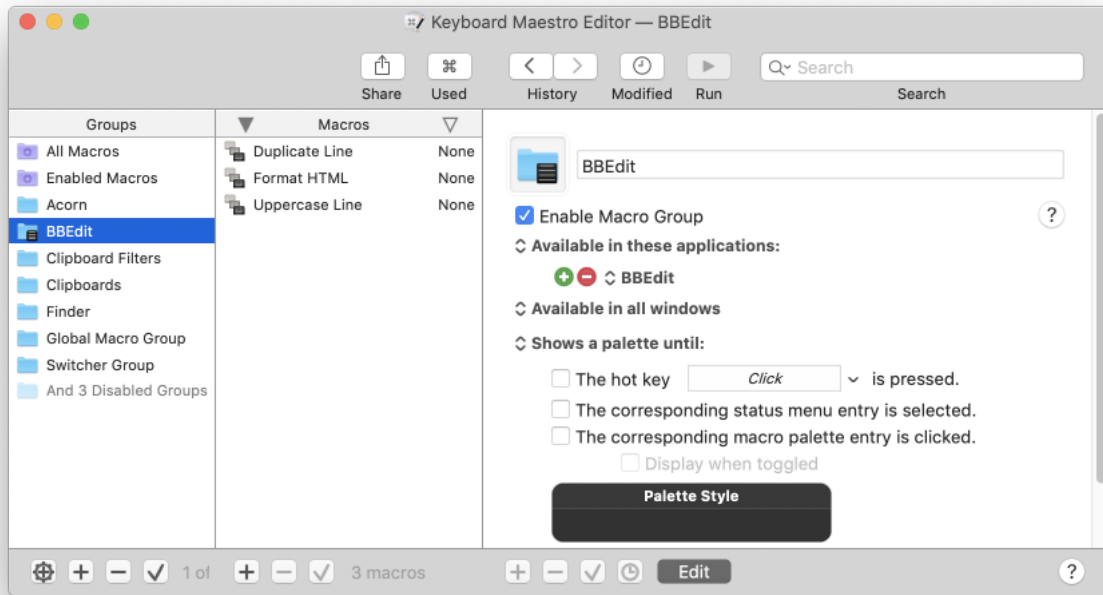 Keyboard Maestro Editor — BBEdit
Share Used History Modified Run Search
Search
Groups
All Macros
Enabled Macros
Acorn
BBEdit
Clipboard Filters
Clipboards
Finder
Global Macro Group
Switcher Group
And 3 Disabled Groups
Macros
Duplicate Line None
Format HTML None
Uppercase Line None
BBEdit
Enable Macro Group ?
Available in these applications:
BBEdit
Available in all windows
Shows a palette until:
The hot key Click is pressed.
The corresponding status menu entry is selected.
The corresponding macro palette entry is clicked.
Display when toggled
Palette Style
1 of 3 macros Edit ?